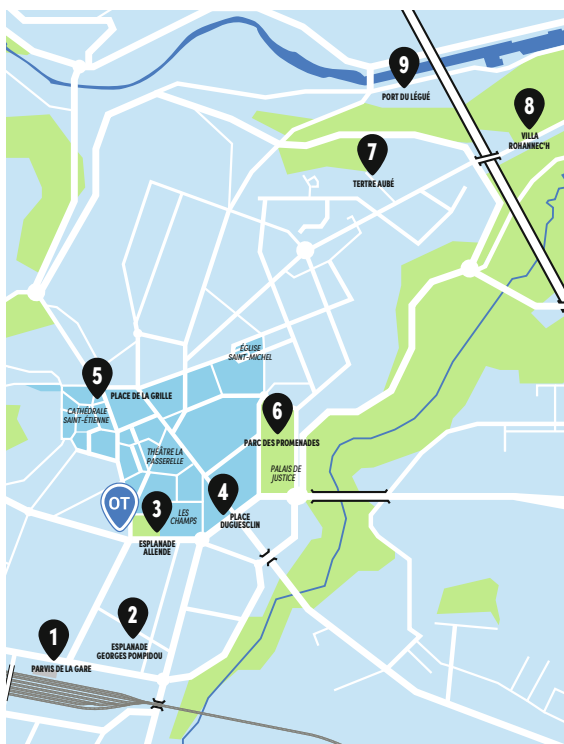 9
PORT DU LÉGUÉ
8
VILLA
ROHANNEC'H
7
TERTRE AUBÉ
ÉGLISE
SAINT-MICHEL
5
PLACE DE LA GRILLE
CATHÉDRALE
SAINT-ÉTIENNE
6
PARC DES PROMENADES
THÉÂTRE LA
PASSERELLE
PALAIS DE
JUSTICE
OT
3
ESPLANADE
ALLENDE
LES
CHAMPS
4
PLACE
DUGUESCLIN
2
ESPLANADE
GEORGES POMPIDOU
1
PARVIS DE LA GARE